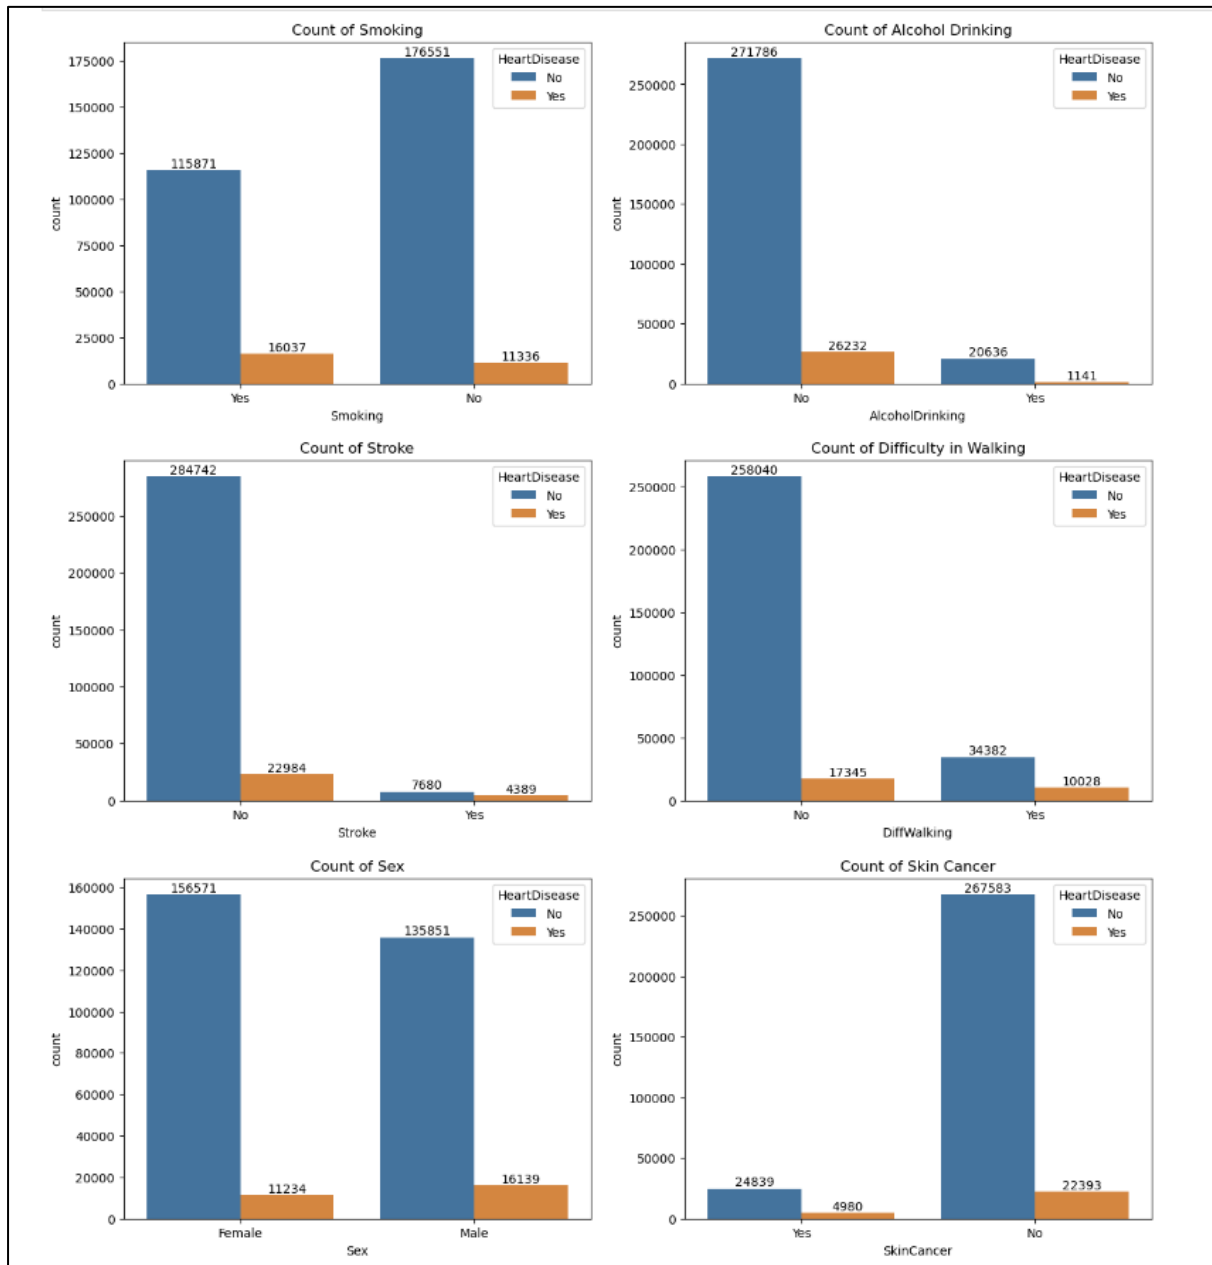 Count of Smoking
HeartDisease
No
Yes
176551
115871
16037
11336
175000
150000
125000
100000
75000
50000
25000
0
count
Yes
No
Smoking
Count of Alcohol Drinking
HeartDisease
No
Yes
271786
26232
20636
1141
250000
200000
150000
100000
50000
0
count
No
Yes
AlcoholDrinking
Count of Stroke
HeartDisease
No
Yes
284742
22984
7680
4389
250000
200000
150000
100000
50000
0
count
No
Yes
Stroke
Count of Difficulty in Walking
HeartDisease
No
Yes
258040
17345
34382
10028
250000
200000
150000
100000
50000
0
count
No
Yes
DiffWalking
Count of Sex
HeartDisease
No
Yes
156571
135851
11234
16139
160000
140000
120000
100000
80000
60000
40000
20000
0
count
Female
Male
Sex
Count of Skin Cancer
HeartDisease
No
Yes
267583
24839
4980
22393
250000
200000
150000
100000
50000
0
count
Yes
No
SkinCancer